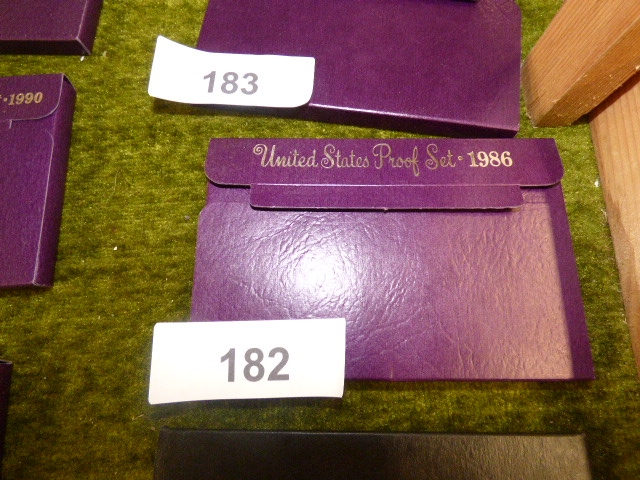 183
· 1990
United States Proof Set · 1986
182